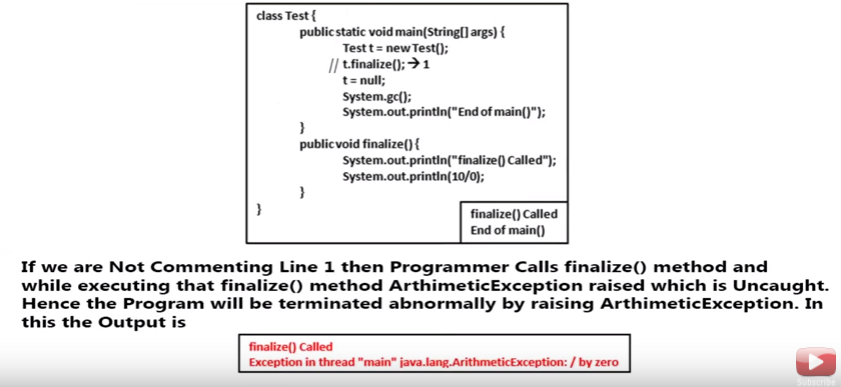 class Test {
public static void main(String[] args) {
Test t = new Test();
// t.finalize(); → 1
t = null;
System.gc();
System.out.println("End of main()");
}
public void finalize() {
System.out.println("finalize() Called");
System.out.println(10/0);
}
}
finalize() Called
End of main()
If we are Not Commenting Line 1 then Programmer Calls finalize() method and
while executing that finalize() method ArthimeticException raised which is Uncaught.
Hence the Program will be terminated abnormally by raising ArthimeticException. In
this the Output is
finalize() Called
Exception in thread "main" java.lang.ArithmeticException: / by zero
Subscribe